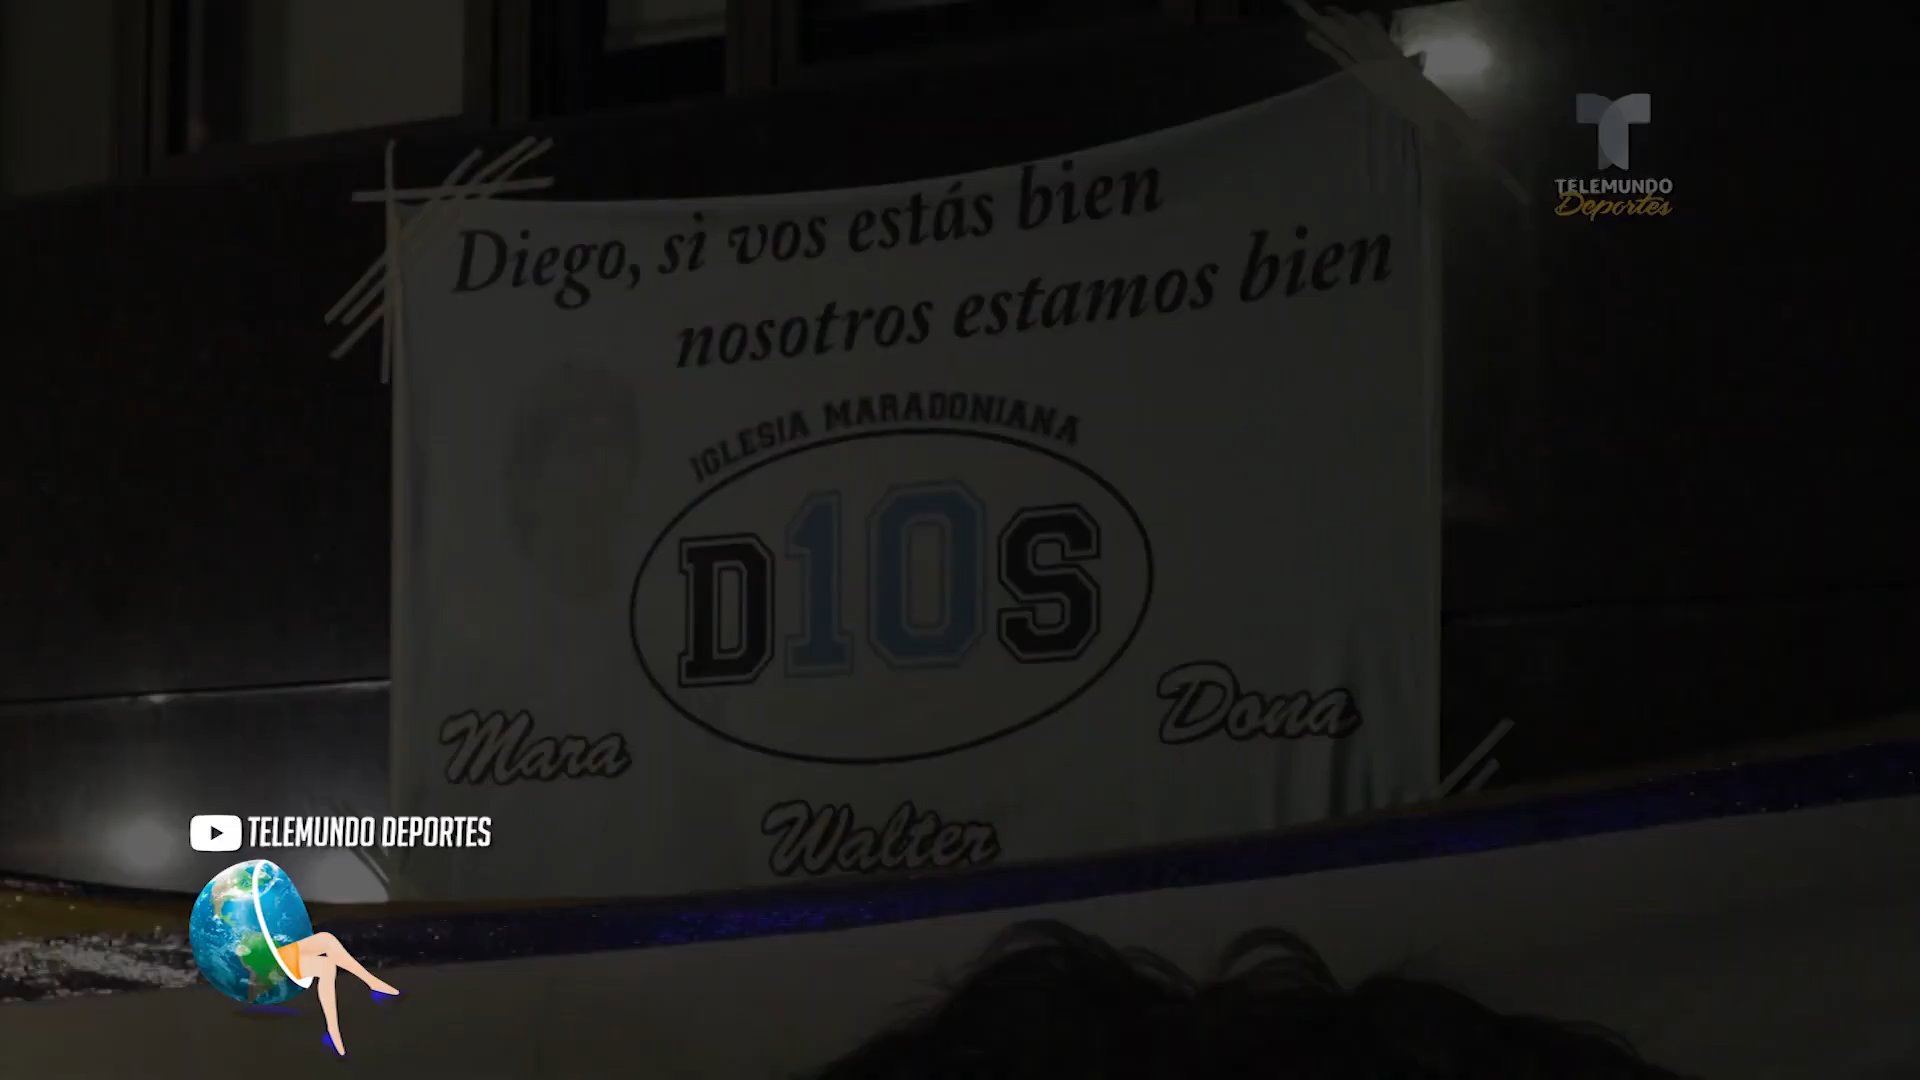 TELEMUNDO
Deportes
Diego, si vos estás bien
nosotros estamos bien
IGLESIA MARADONIANA
D10S
Mara
Dona
Walter
TELEMUNDO DEPORTES